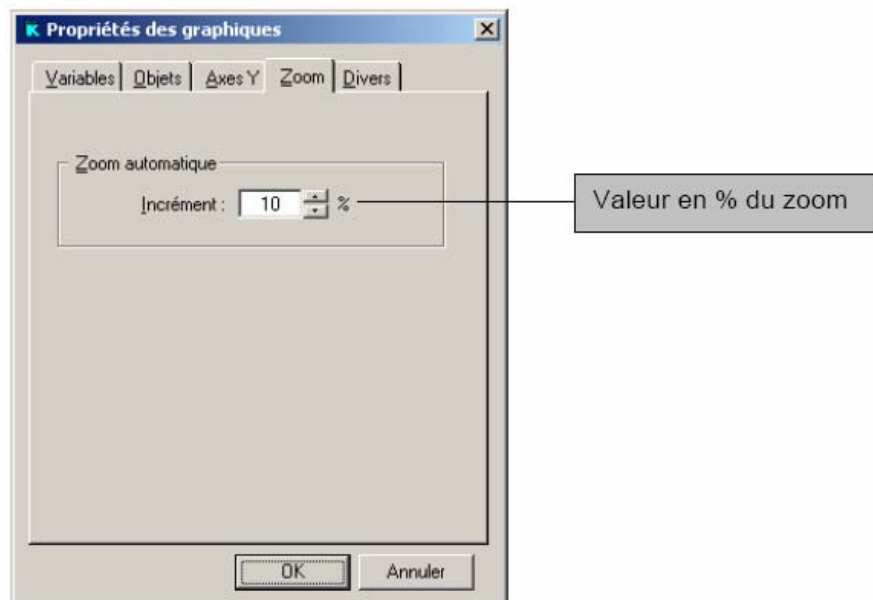 Propriétés des graphiques
Variables Objets Axes Y Zoom Divers
Zoom automatique
Incrément : 10 %
Valeur en % du zoom
OK Annuler